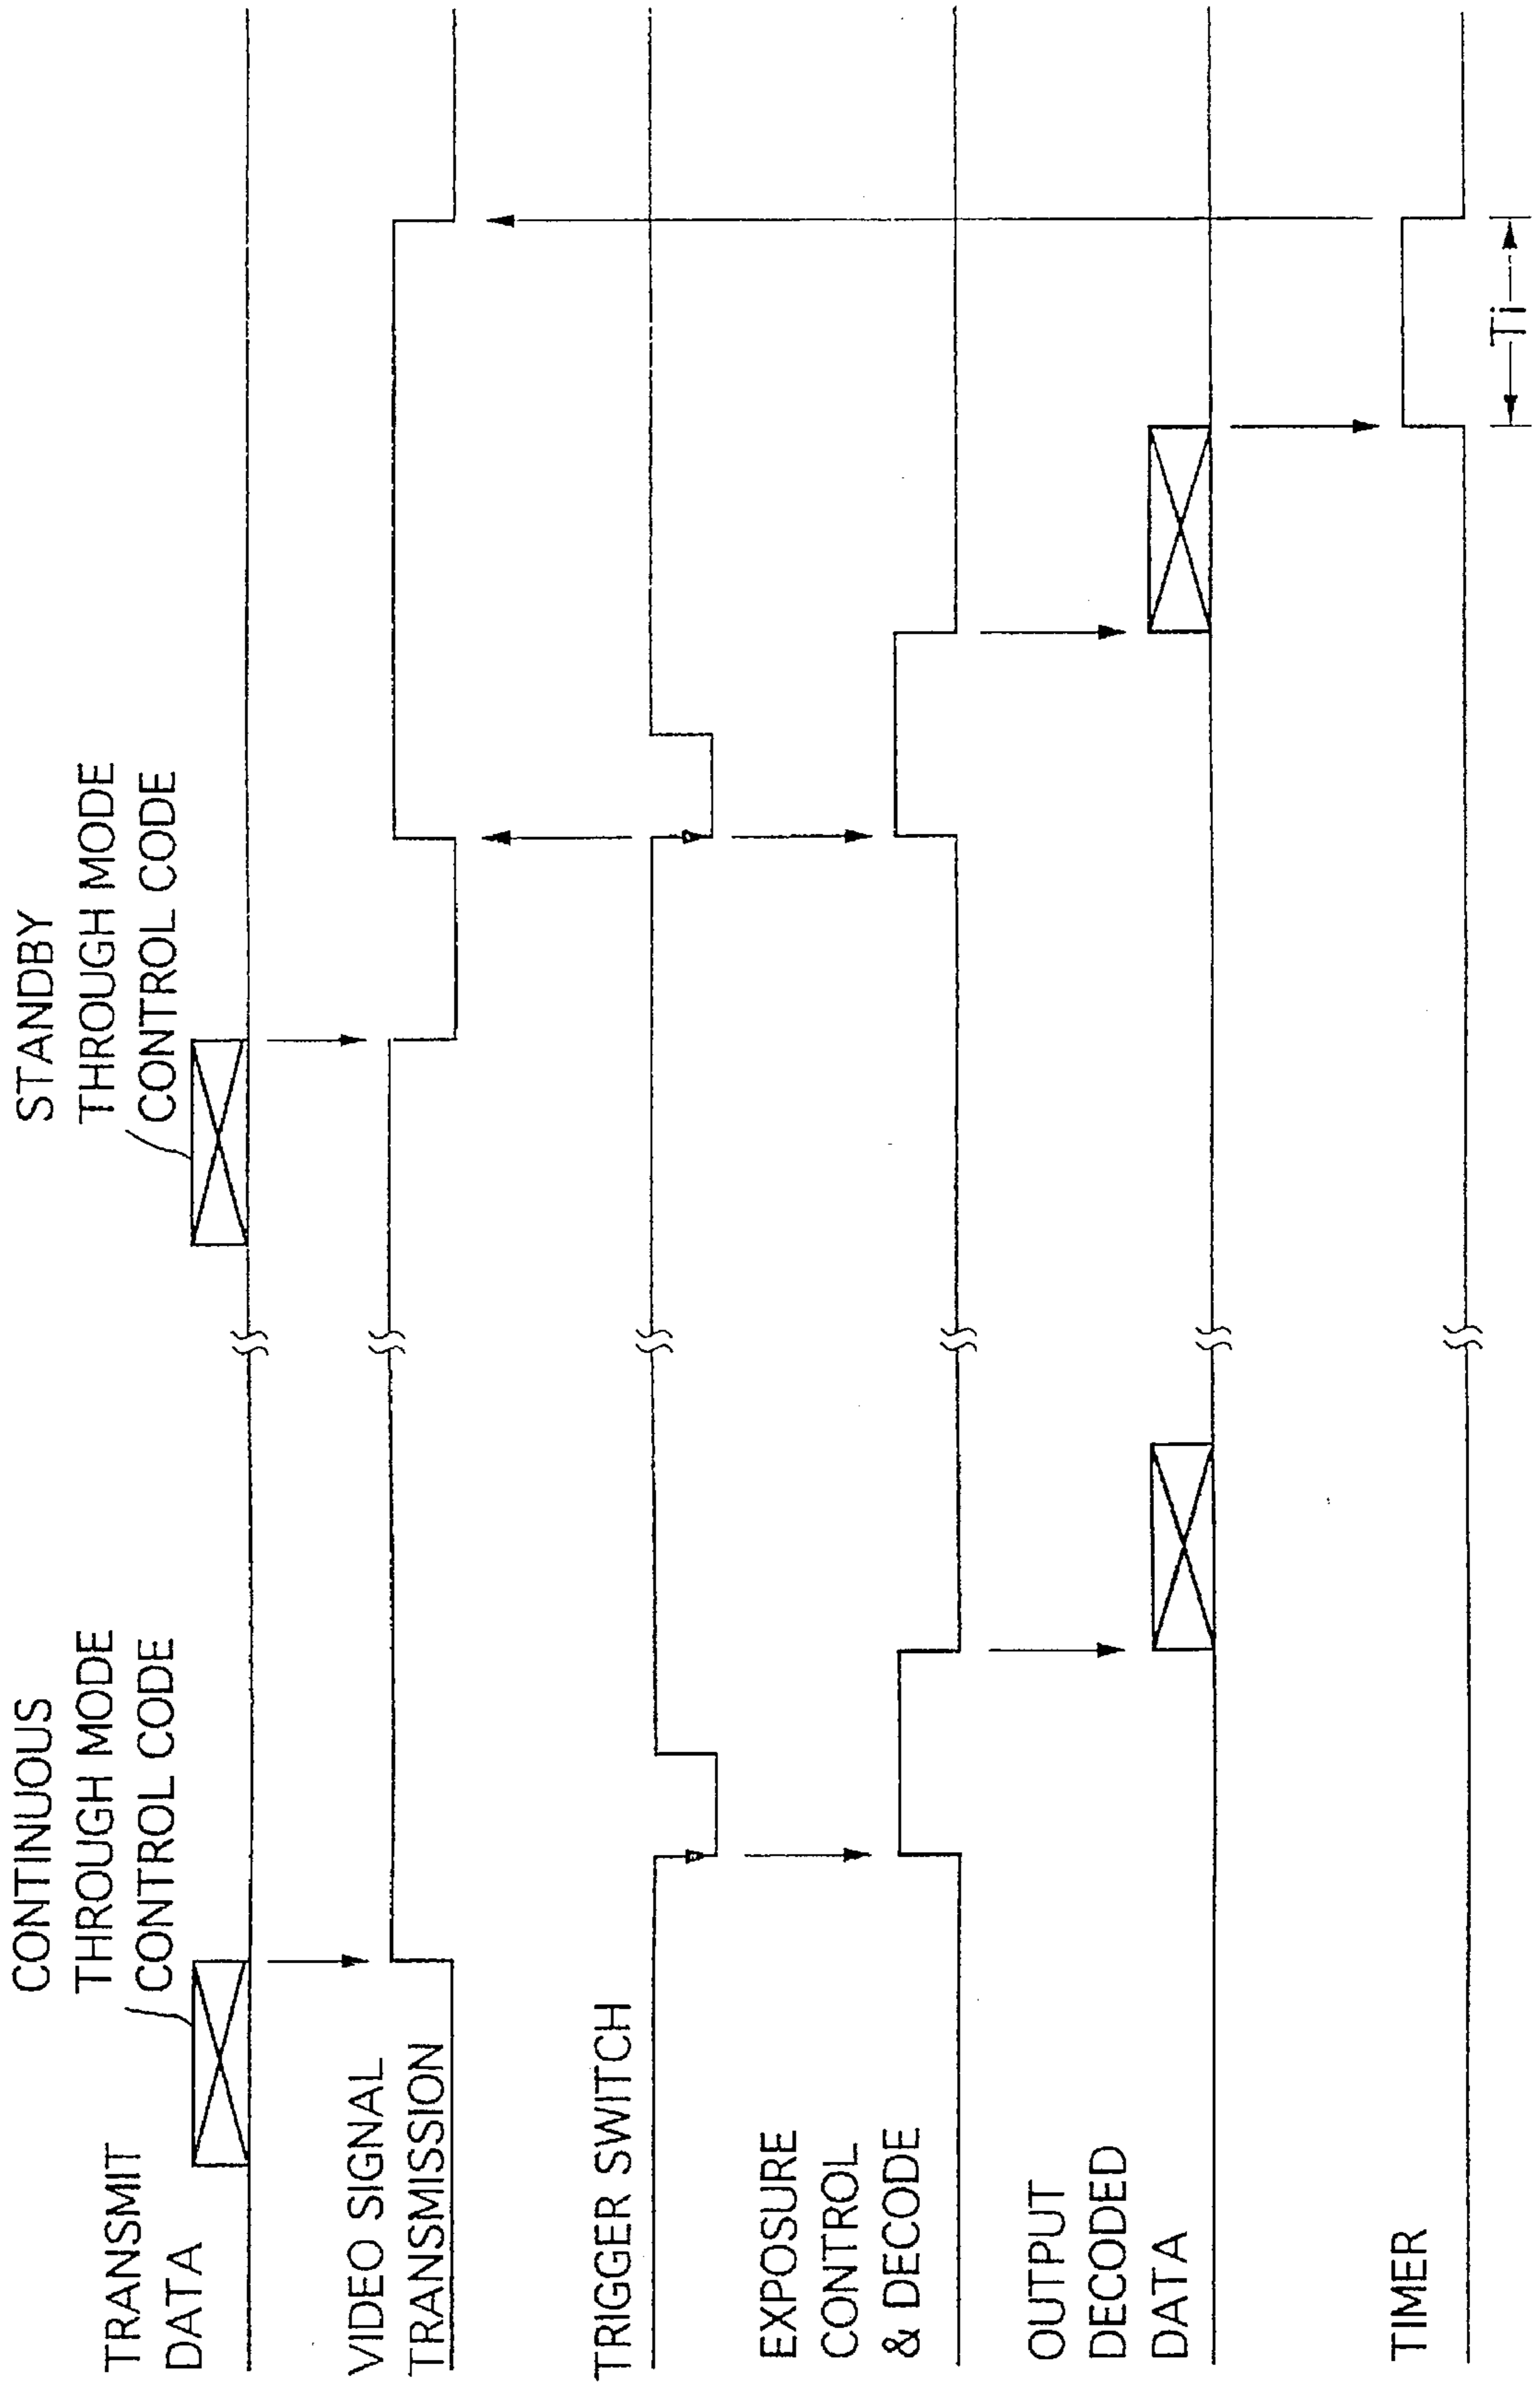 CONTINUOUS
THROUGH MODE
CONTROL CODE
STANDBY
THROUGH MODE
CONTROL CODE
TRANSMIT
DATA
VIDEO SIGNAL
TRANSMISSION
TRIGGER SWITCH
EXPOSURE
CONTROL
& DECODE
OUTPUT
DECODED
DATA
TIMER
Ti